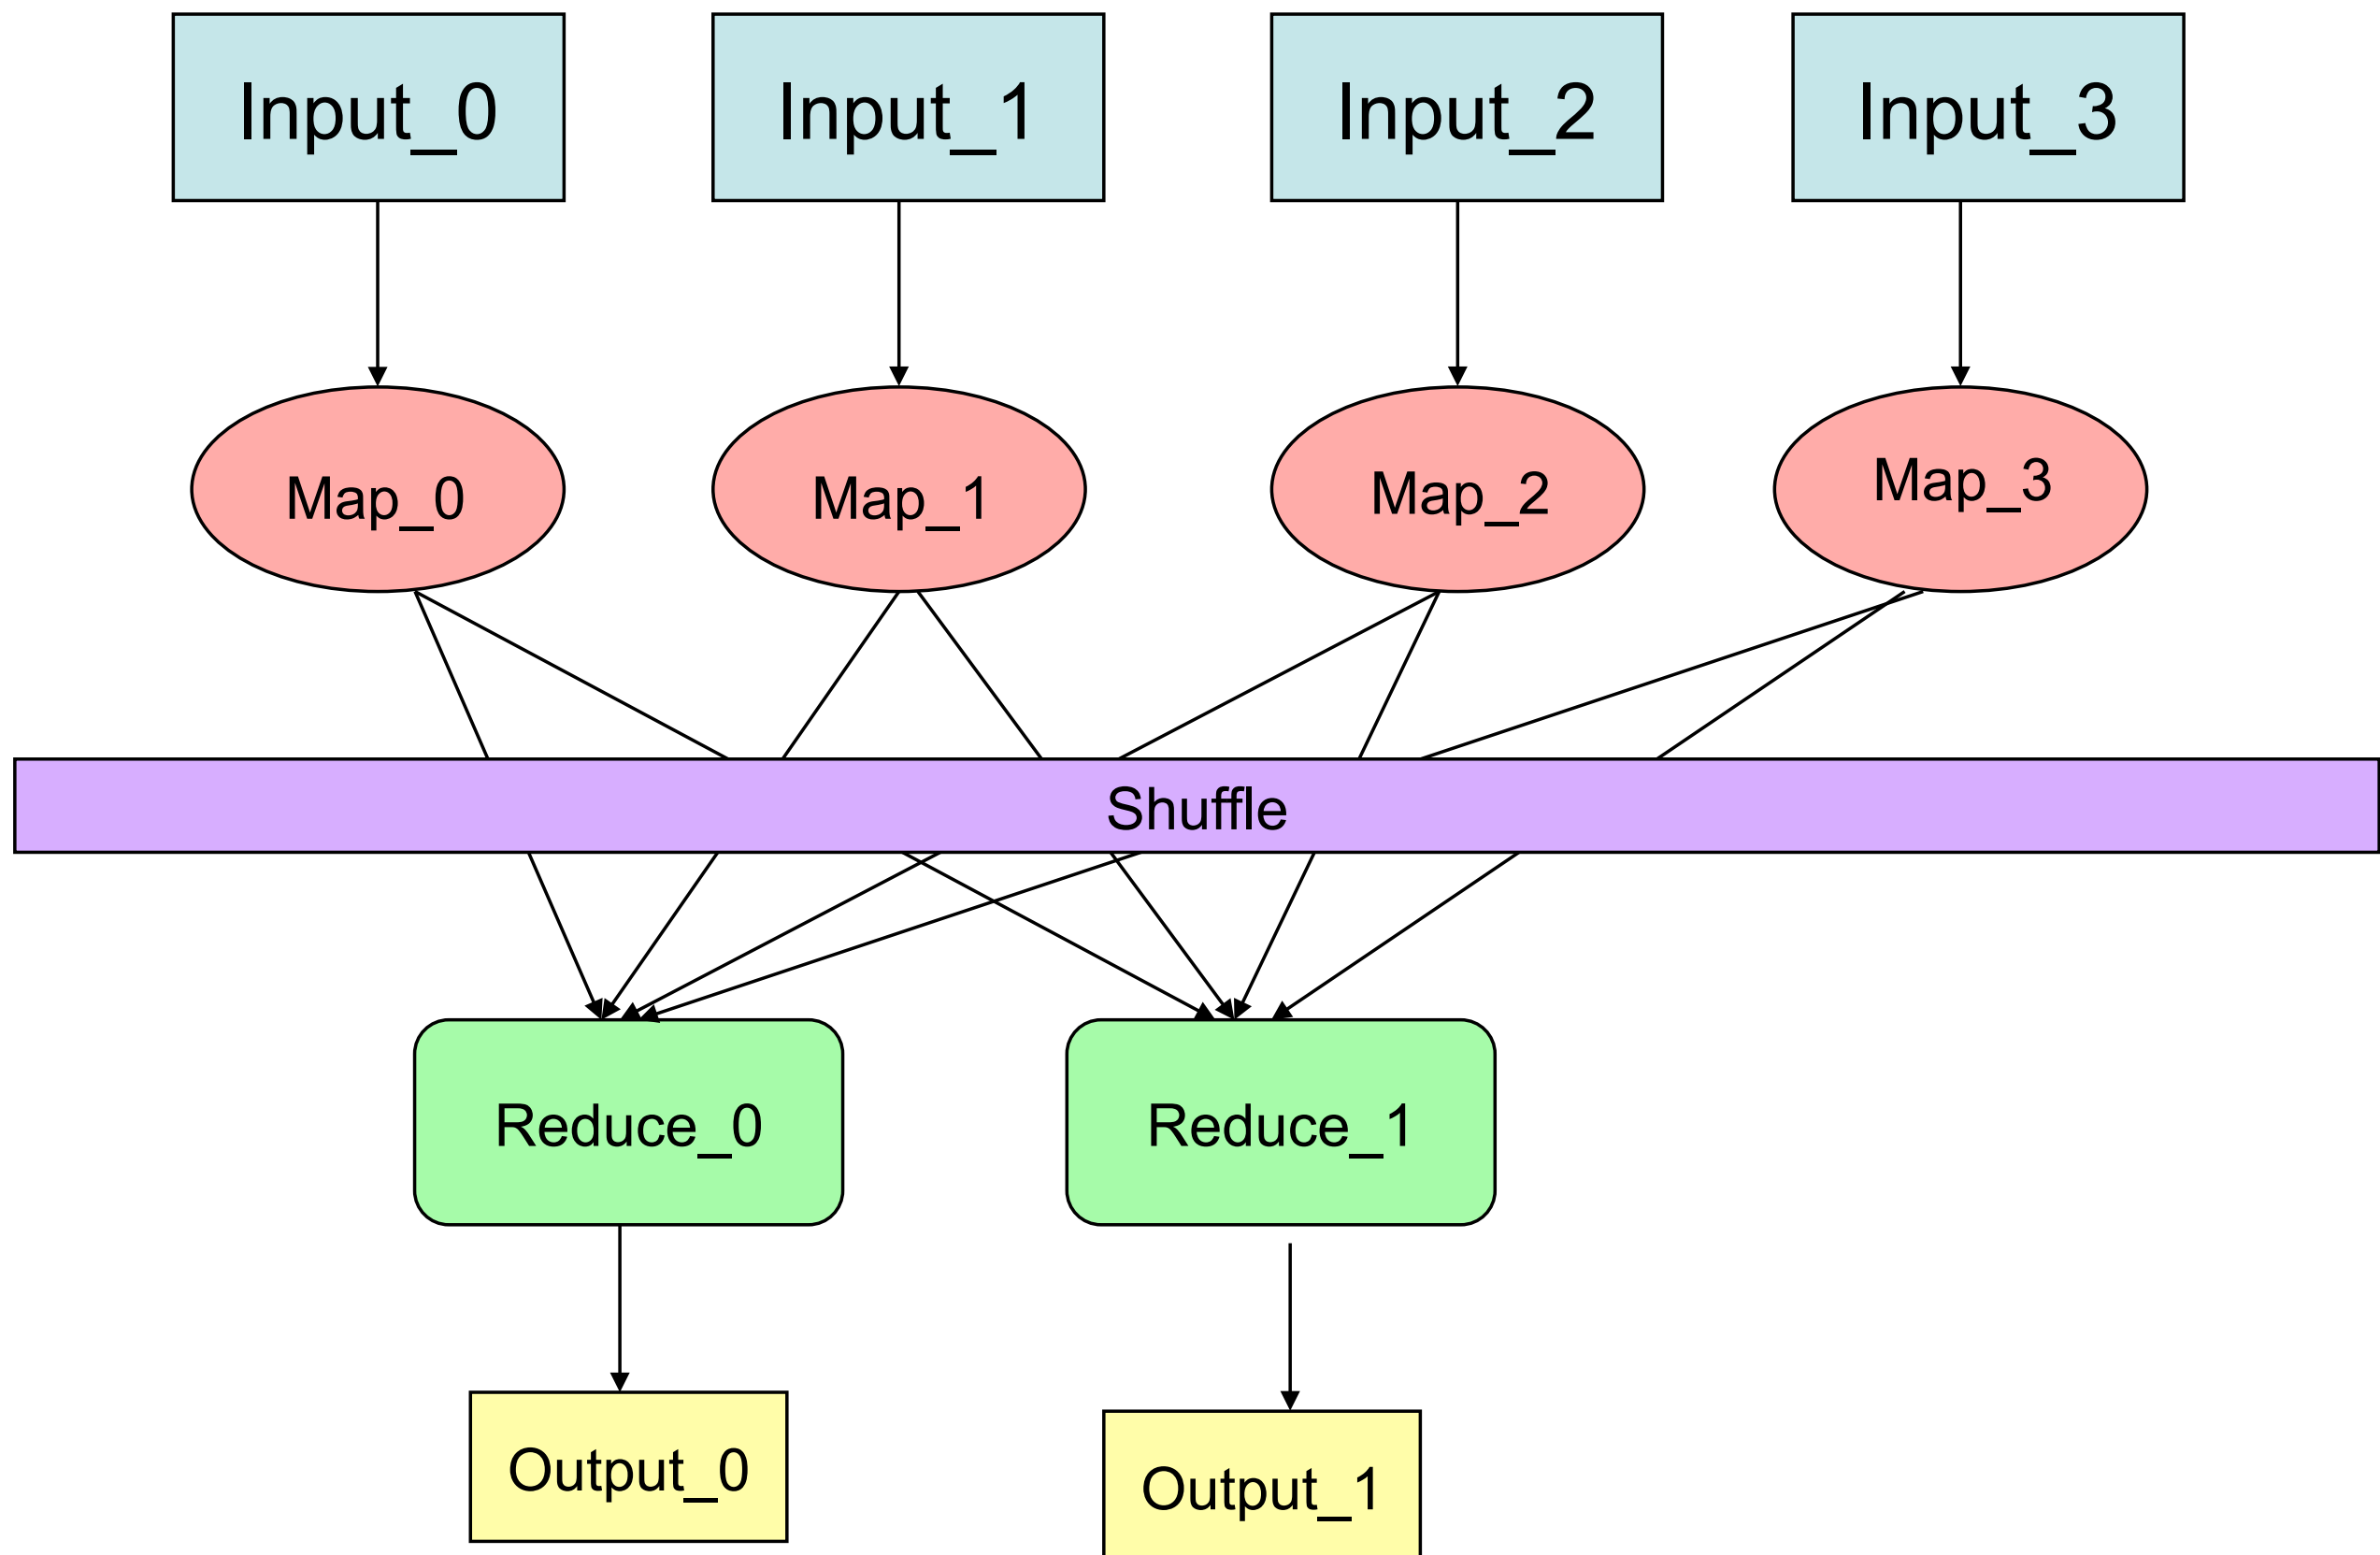 Input_0
Input_1
Input_2
Input_3
Map_0
Map_1
Map_2
Map_3
Shuffle
Reduce_0
Reduce_1
Output_0
Output_1